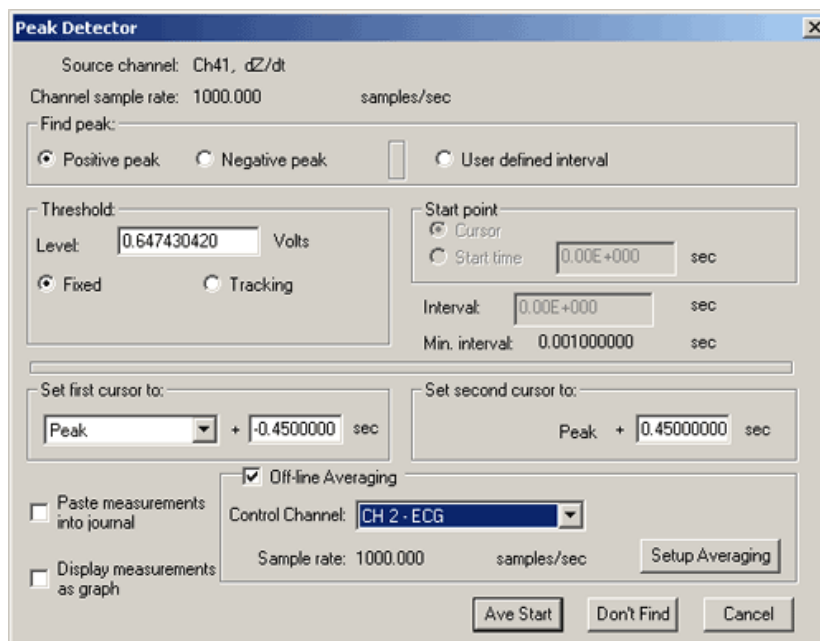 Peak Detector
Source channel: Ch41, dZ/dt
Channel sample rate: 1000.000 samples/sec
Find peak:
Positive peak Negative peak User defined interval
Threshold:
Level: 0.647430420 Volts
Fixed Tracking
Start point
Cursor
Start time 0.00E+000 sec
Interval: 0.00E+000 sec
Min. interval: 0.001000000 sec
Set first cursor to:
Peak + -0.4500000 sec
Set second cursor to:
Peak + 0.45000000 sec
Paste measurements
into journal
Display measurements
as graph
Off-line Averaging
Control Channel: CH 2 - ECG
Sample rate: 1000.000 samples/sec
Setup Averaging
Ave Start Don't Find Cancel